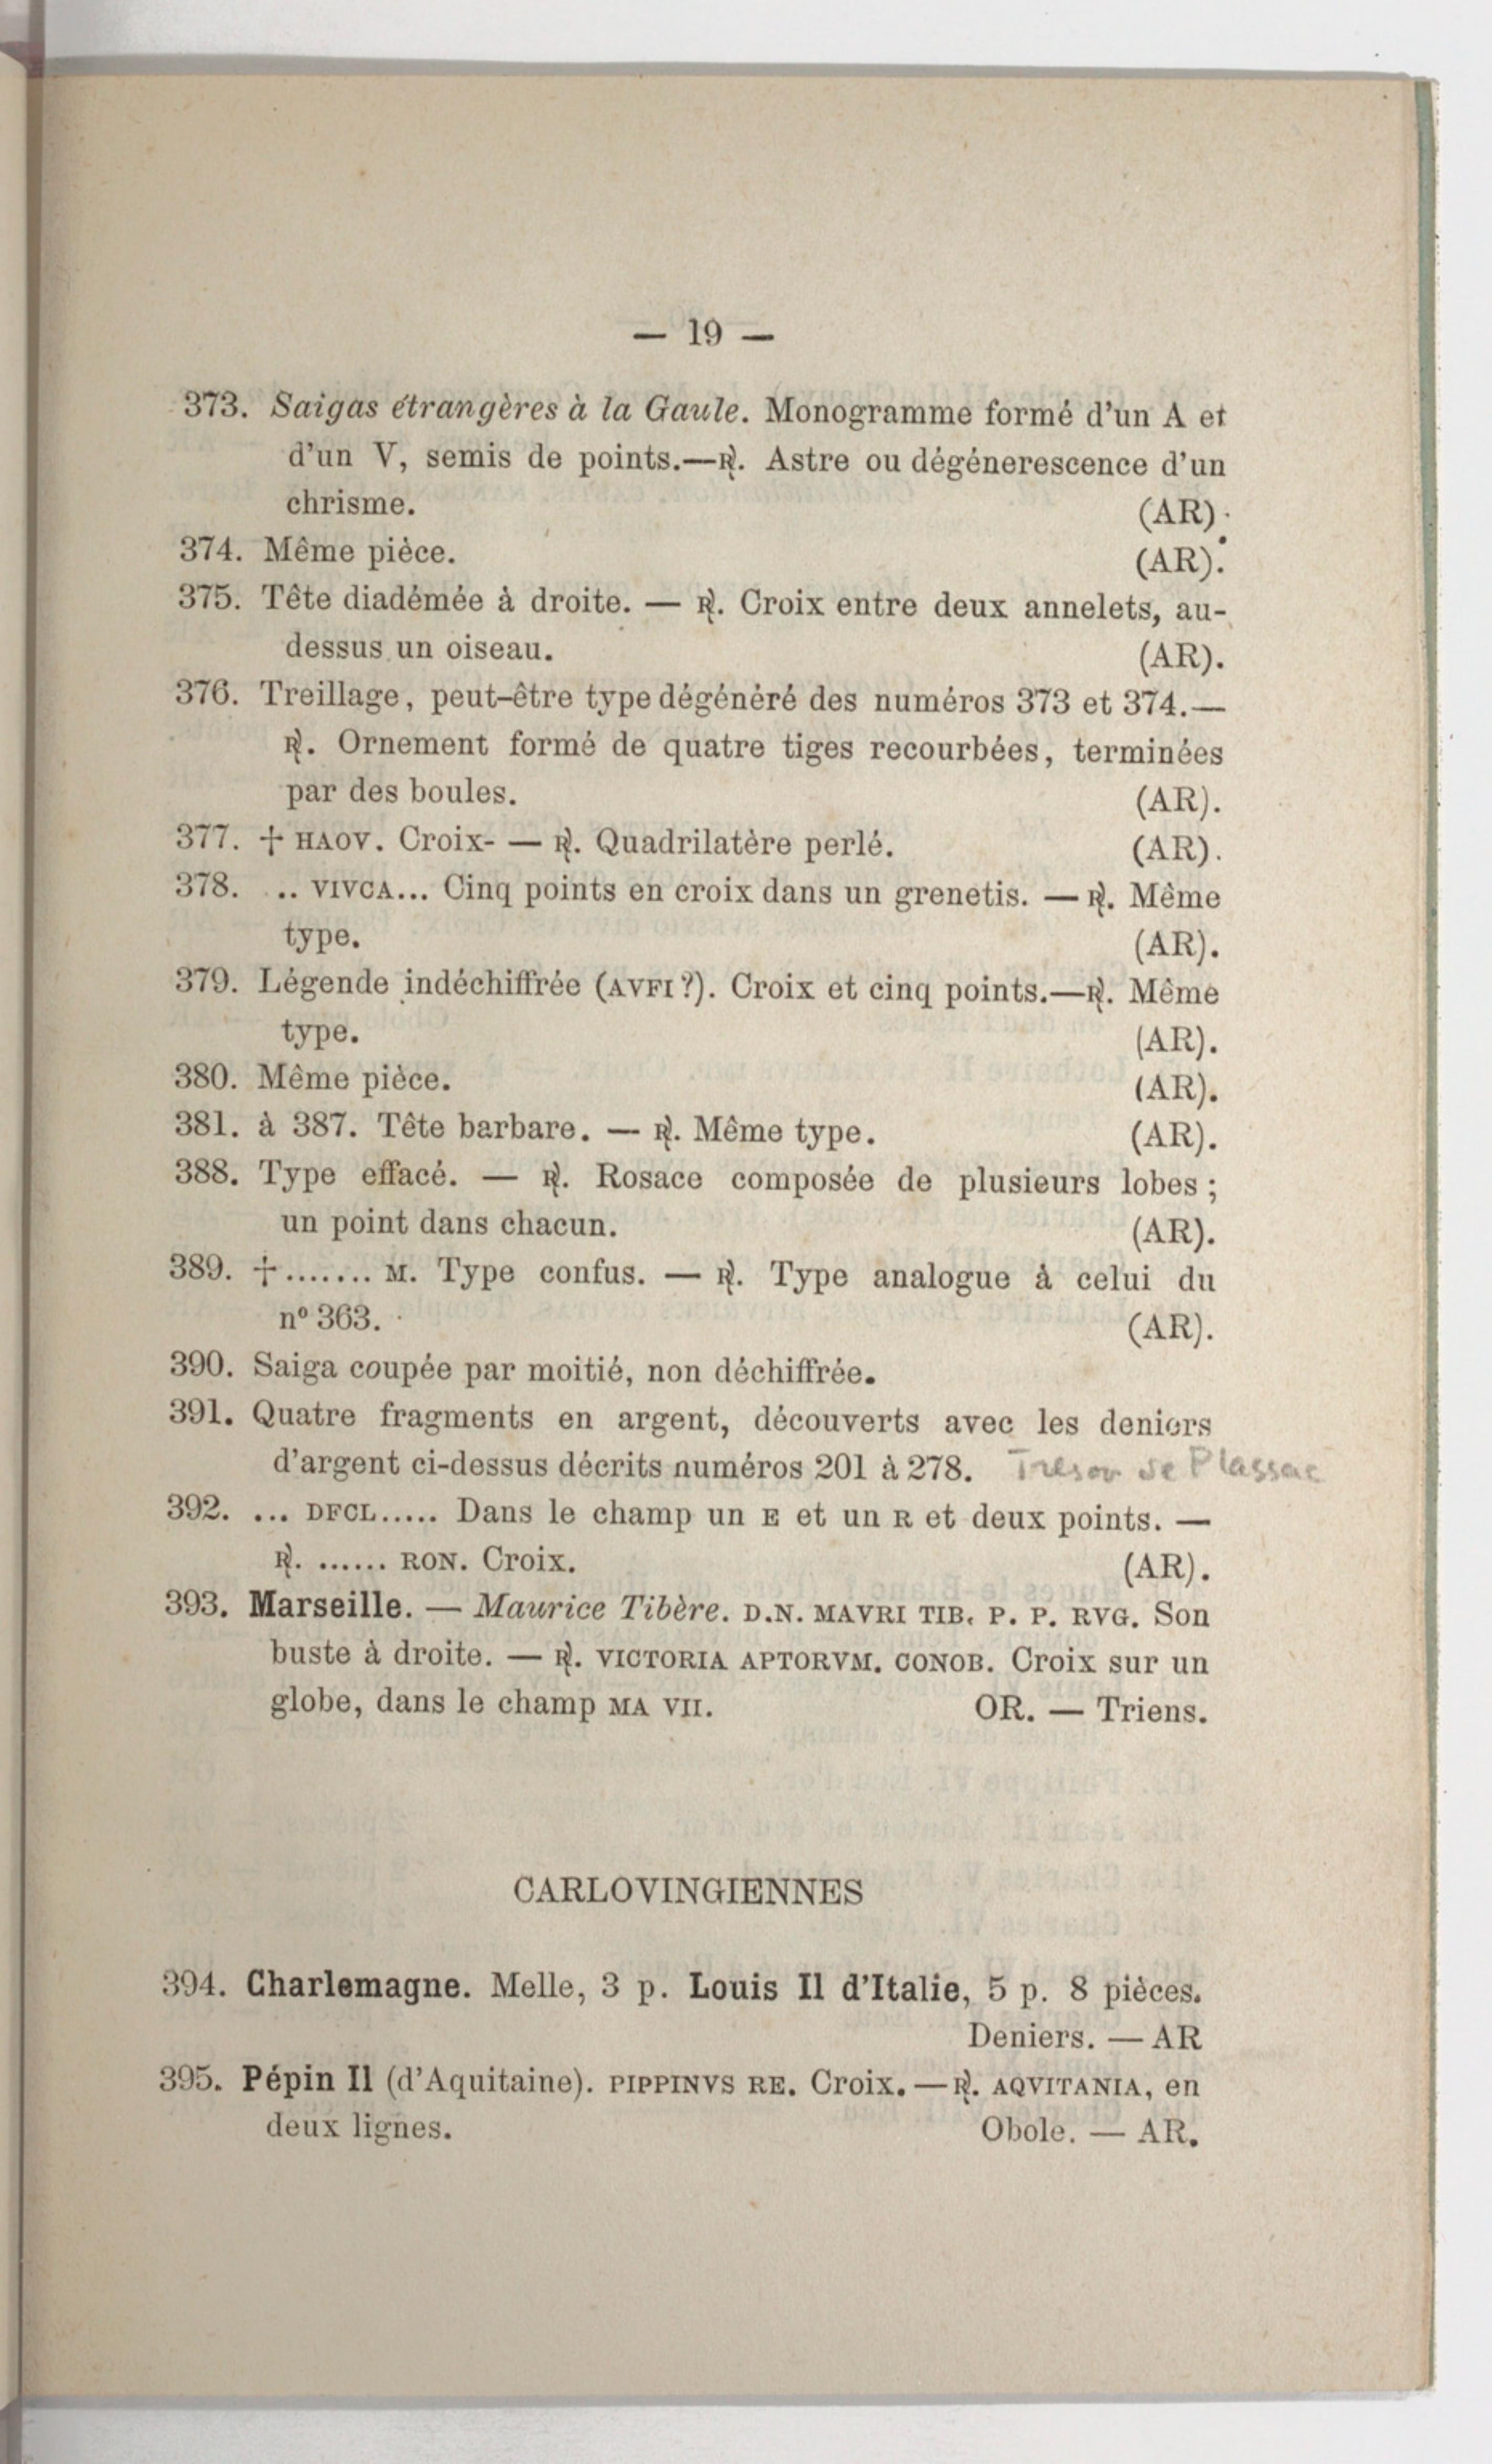 — 19 —
373. Saigas étrangères à la Gaule. Monogramme formé d'un A et
d'un V, semis de points.—℟. Astre ou dégénerescence d'un
chrisme. (AR).
374. Même pièce. (AR).
375. Tête diadémée à droite. — ℟. Croix entre deux annelets, au-
dessus un oiseau. (AR).
376. Treillage, peut-être type dégénéré des numéros 373 et 374.—
℟. Ornement formé de quatre tiges recourbées, terminées
par des boules. (AR).
377. + HAOV. Croix- — ℟. Quadrilatère perlé. (AR).
378. .. VIVCA... Cinq points en croix dans un grenetis. — ℟. Même
type. (AR).
379. Légende indéchiffrée (AVFI?). Croix et cinq points.—℟. Même
type. (AR).
380. Même pièce. (AR).
381. à 387. Tête barbare. — ℟. Même type. (AR).
388. Type effacé. — ℟. Rosace composée de plusieurs lobes ;
un point dans chacun. (AR).
389. +....... M. Type confus. — ℟. Type analogue à celui du
nº 363. (AR).
390. Saiga coupée par moitié, non déchiffrée.
391. Quatre fragments en argent, découverts avec les deniers
d'argent ci-dessus décrits numéros 201 à 278. Tresor de Plassac
392. ... DFCL..... Dans le champ un E et un R et deux points. —
℟. ...... RON. Croix. (AR).
393. Marseille. — Maurice Tibère. D.N. MAVRI TIB. P. P. RVG. Son
buste à droite. — ℟. VICTORIA APTORVM. CONOB. Croix sur un
globe, dans le champ MA VII. OR. — Triens.
CARLOVINGIENNES
394. Charlemagne. Melle, 3 p. Louis II d'Italie, 5 p. 8 pièces.
Deniers. — AR
395. Pépin II (d'Aquitaine). PIPPINVS RE. Croix.—℟. AQVITANIA, en
deux lignes. Obole. — AR.